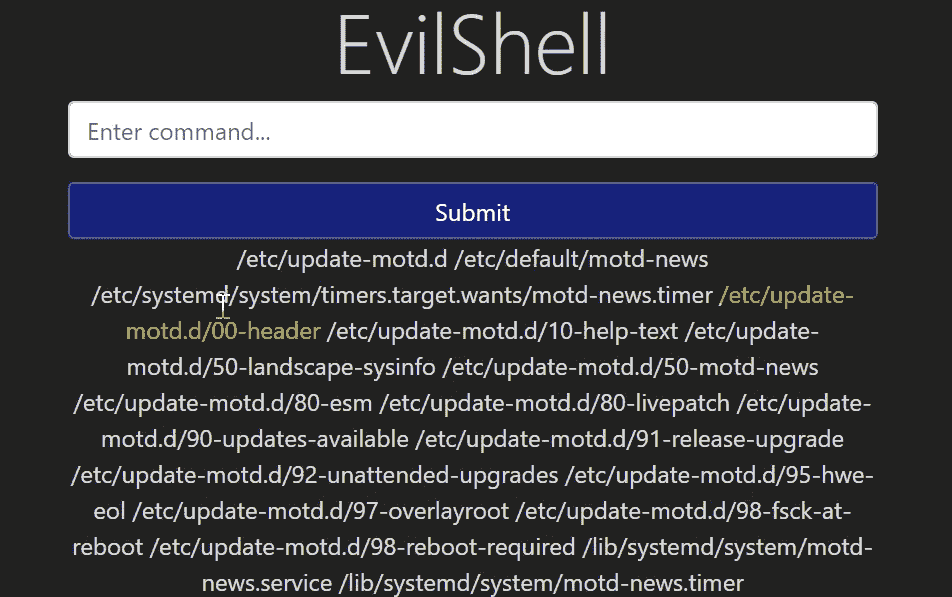 EvilShell
Enter command...
Submit
/etc/update-motd.d /etc/default/motd-news
/etc/systemd/system/timers.target.wants/motd-news.timer /etc/update-
motd.d/00-header /etc/update-motd.d/10-help-text /etc/update-
motd.d/50-landscape-sysinfo /etc/update-motd.d/50-motd-news
/etc/update-motd.d/80-esm /etc/update-motd.d/80-livepatch /etc/update-
motd.d/90-updates-available /etc/update-motd.d/91-release-upgrade
/etc/update-motd.d/92-unattended-upgrades /etc/update-motd.d/95-hwe-
eol /etc/update-motd.d/97-overlayroot /etc/update-motd.d/98-fsck-at-
reboot /etc/update-motd.d/98-reboot-required /lib/systemd/system/motd-
news.service /lib/systemd/system/motd-news.timer